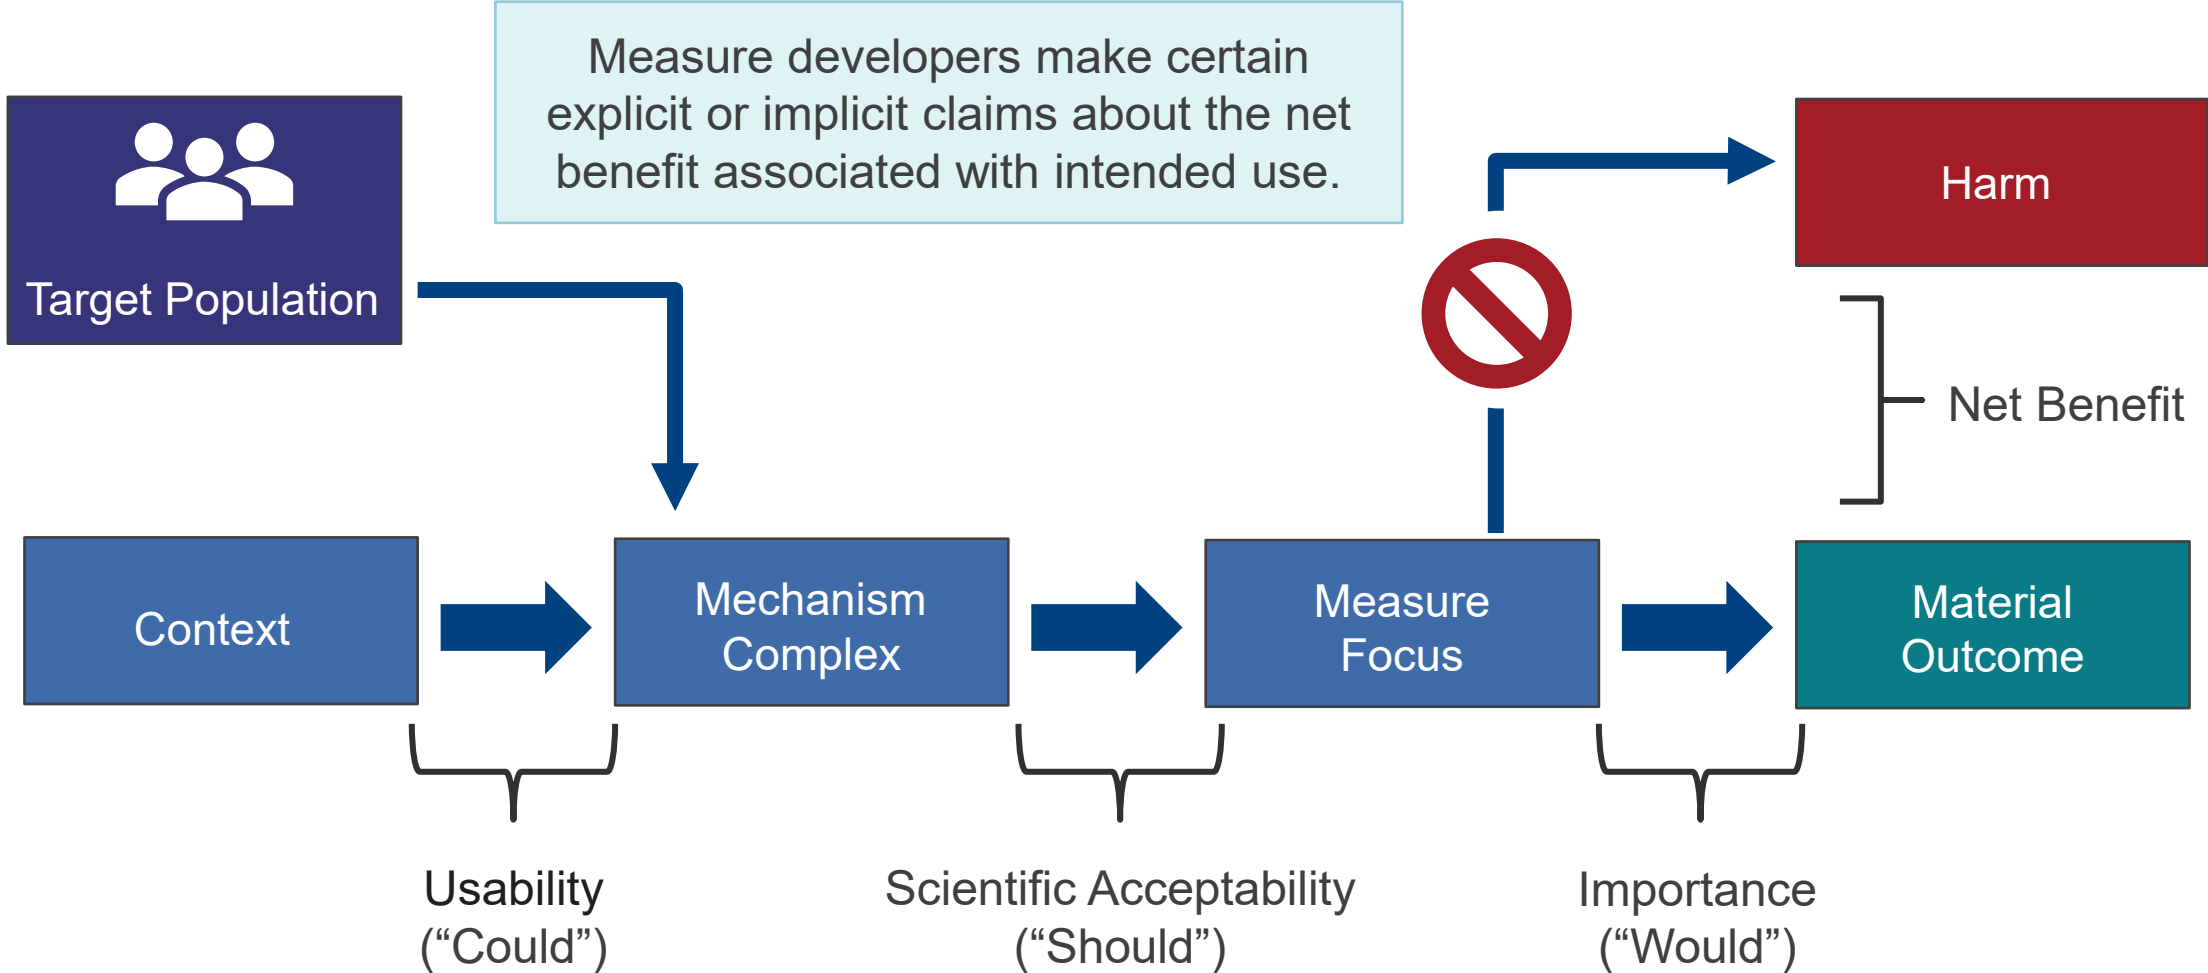 Measure developers make certain
explicit or implicit claims about the net
benefit associated with intended use.
Target Population
Harm
Net Benefit
Context
Mechanism
Complex
Measure
Focus
Material
Outcome
Usability
(“Could”)
Scientific Acceptability
(“Should”)
Importance
(“Would”)